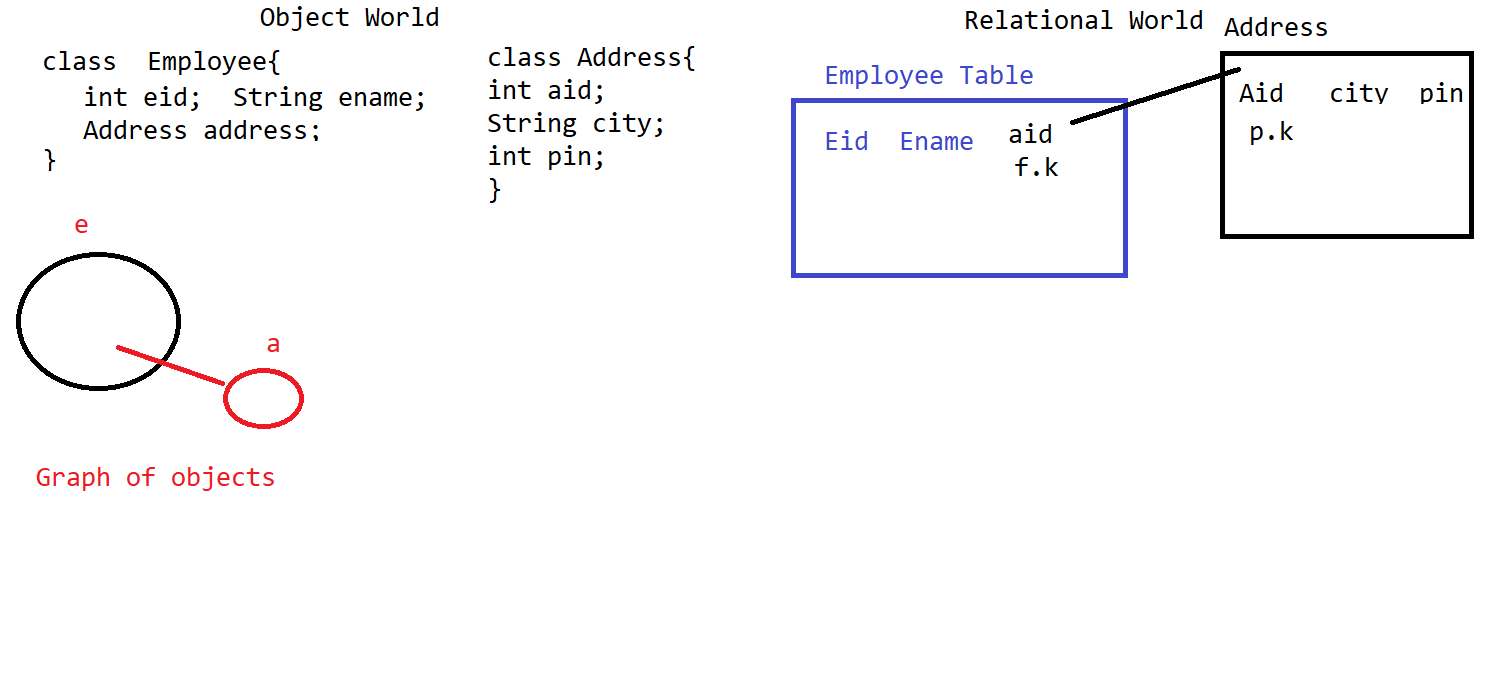 Object World
class  Employee{
int eid;  String ename;
Address address;
}
class Address{
int aid;
String city;
int pin;
}
e
a
Graph of objects
Relational World
Employee Table
Eid  Ename  aid
f.k
Address
Aid   city  pin
p.k